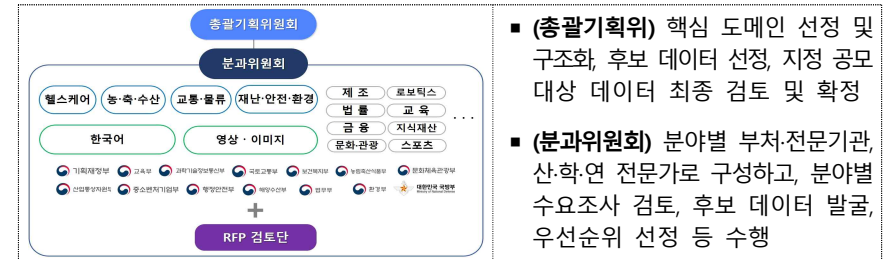 총괄기획위원회
분과위원회
헬스케어 농·축·수산 교통·물류 재난·안전·환경
한국어 영상·이미지
제 조 로보틱스
법 률 교 육
금 융 지식재산
문화·관광 스포츠
. . .
기획재정부 교육부 과학기술정보통신부 국토교통부 보건복지부 농림축산식품부 문화체육관광부
산업통상자원부 중소벤처기업부 행정안전부 해양수산부 법무부 환경부 대한민국 국방부
+
RFP 검토단
▪ (총괄기획위) 핵심 도메인 선정 및
구조화, 후보 데이터 선정, 지정 공모
대상 데이터 최종 검토 및 확정
▪ (분과위원회) 분야별 부처·전문기관,
산·학·연 전문가로 구성하고, 분야별
수요조사 검토, 후보 데이터 발굴,
우선순위 선정 등 수행